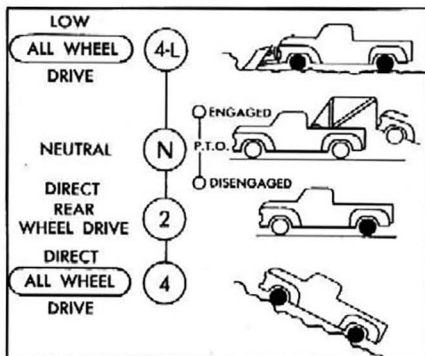 LOW
ALL WHEEL
DRIVE
4-L
ENGAGED
NEUTRAL
N
P.T.O.
DISENGAGED
DIRECT
REAR
WHEEL DRIVE
2
DIRECT
ALL WHEEL
DRIVE
4